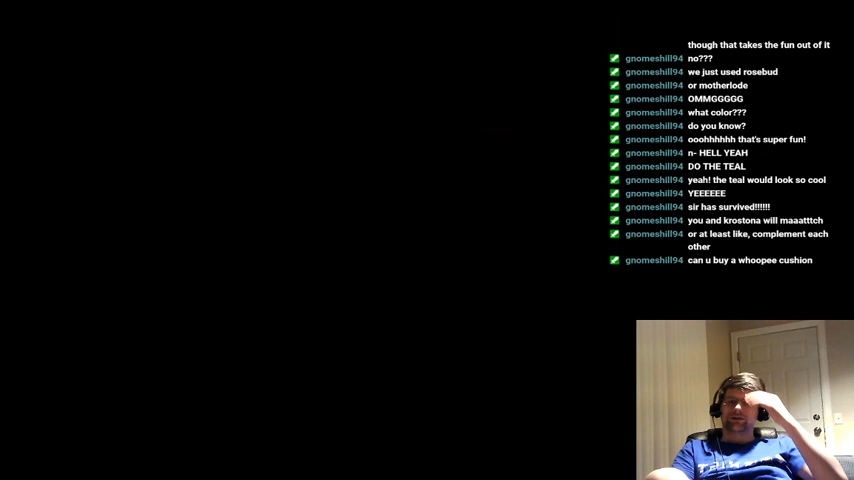 though that takes the fun out of it
gnomeshill94 no???
gnomeshill94 we just used rosebud
gnomeshill94 or motherlode
gnomeshill94 OMMGGGGG
gnomeshill94 what color???
gnomeshill94 do you know?
gnomeshill94 ooohhhhhh that's super fun!
gnomeshill94 n- HELL YEAH
gnomeshill94 DO THE TEAL
gnomeshill94 yeah! the teal would look so cool
gnomeshill94 YEEEEEE
gnomeshill94 sir has survived!!!!!!
gnomeshill94 you and krostona will maaatttch
gnomeshill94 or at least like, complement each
other
gnomeshill94 can u buy a whoopee cushion